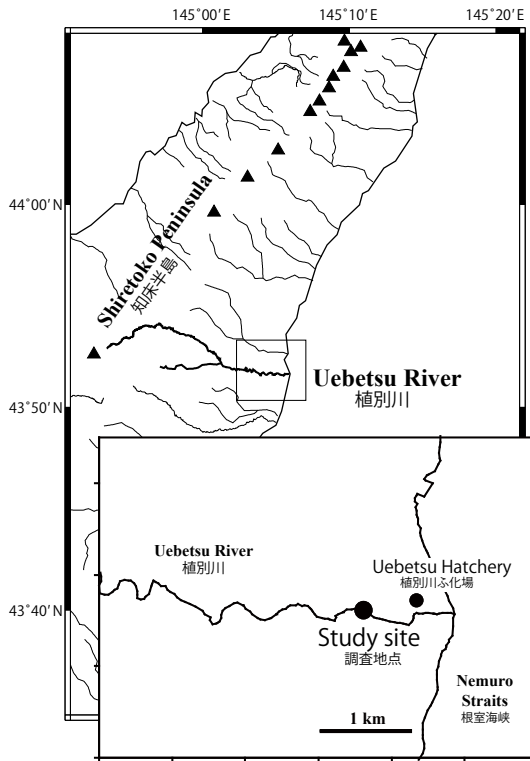 145°00′
145°10′E
145°20′
44°00′
Shiretoko Peninsula
知床半島
Uebetsu River
植別川
43°50′
Uebetsu River
植別川
Uebetsu Hatchery
植別川ふ化場
43°40′
Study site
調査地点
Nemuro
Straits
根室海峡
1 km